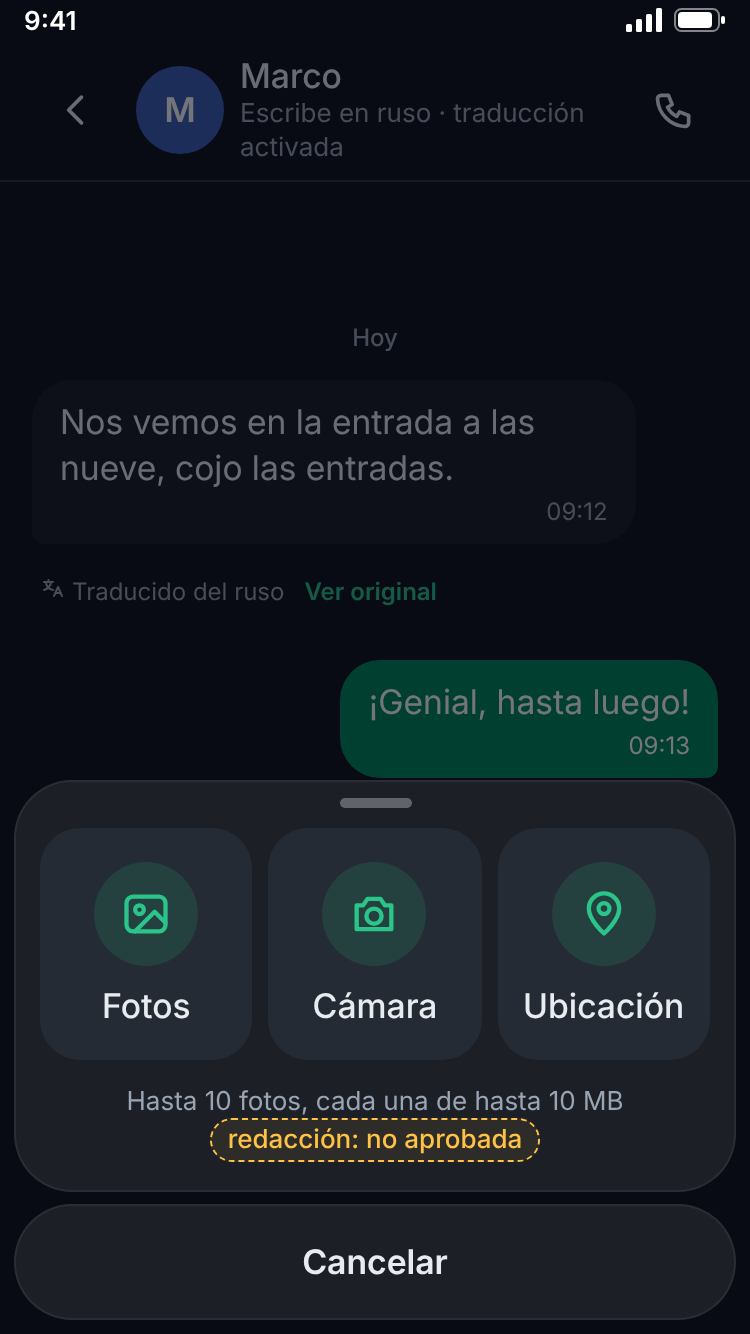 9:41
M
Marco
Escribe en ruso · traducción
activada
Hoy
Nos vemos en la entrada a las
nueve, cojo las entradas.
09:12
Traducido del ruso Ver original
¡Genial, hasta luego!
09:13
Fotos
Cámara
Ubicación
Hasta 10 fotos, cada una de hasta 10 MB
redacción: no aprobada
Cancelar